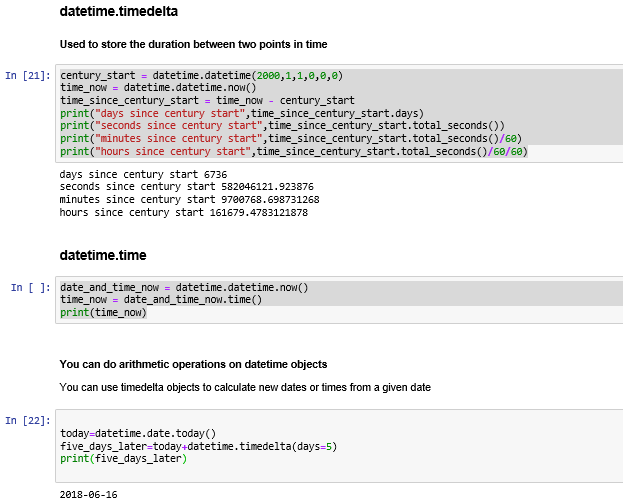 datetime.timedelta
Used to store the duration between two points in time
In [21]:
century_start = datetime.datetime(2000,1,1,0,0,0)
time_now = datetime.datetime.now()
time_since_century_start = time_now - century_start
print("days since century start",time_since_century_start.days)
print("seconds since century start",time_since_century_start.total_seconds())
print("minutes since century start",time_since_century_start.total_seconds()/60)
print("hours since century start",time_since_century_start.total_seconds()/60/60)
days since century start 6736
seconds since century start 582046121.923876
minutes since century start 9700768.698731268
hours since century start 161679.4783121878
datetime.time
In [ ]:
date_and_time_now = datetime.datetime.now()
time_now = date_and_time_now.time()
print(time_now)
You can do arithmetic operations on datetime objects
You can use timedelta objects to calculate new dates or times from a given date
In [22]:
today=datetime.date.today()
five_days_later=today+datetime.timedelta(days=5)
print(five_days_later)
2018-06-16